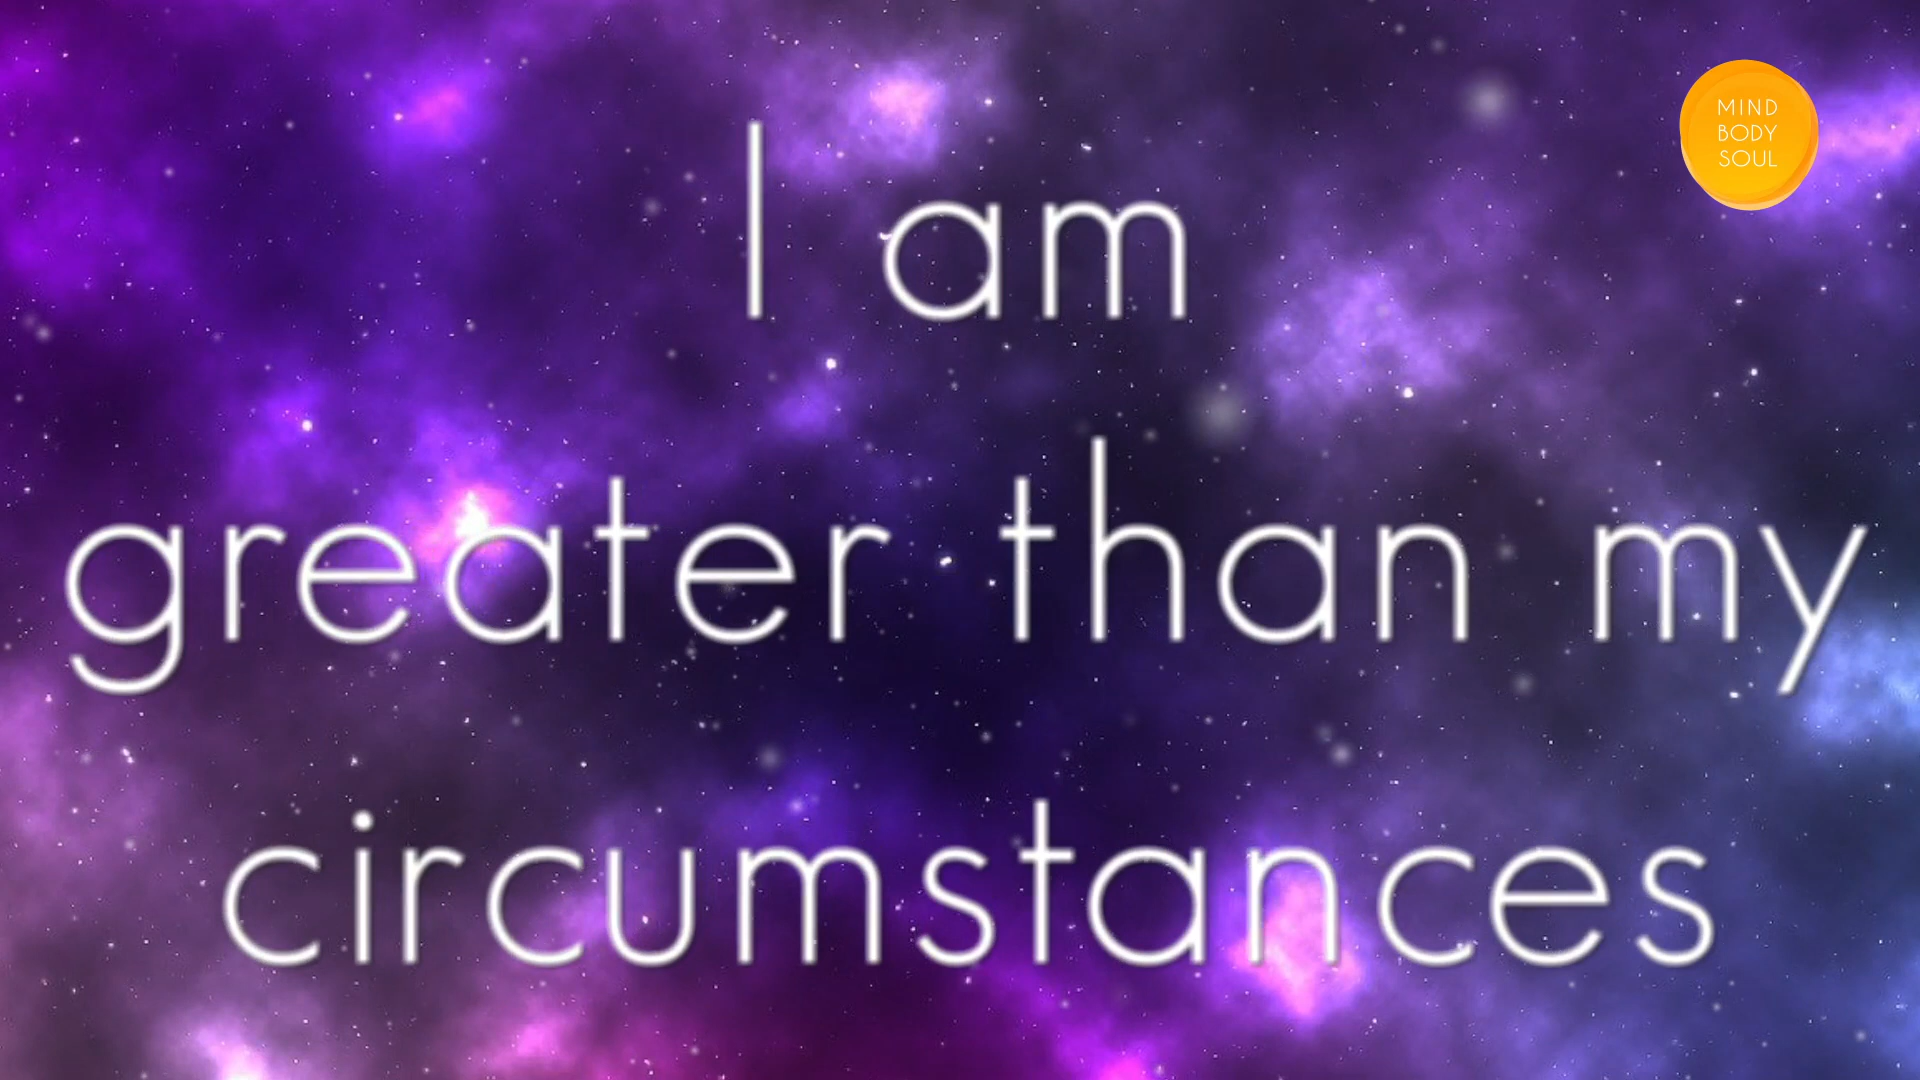 I am
greater than my
circumstances
MIND
BODY
SOUL